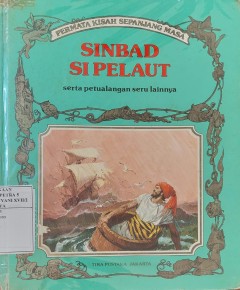 PERMATA KISAH SEPANJANG MASA
SINBAD
SI PELAUT
serta petualangan seru lainnya